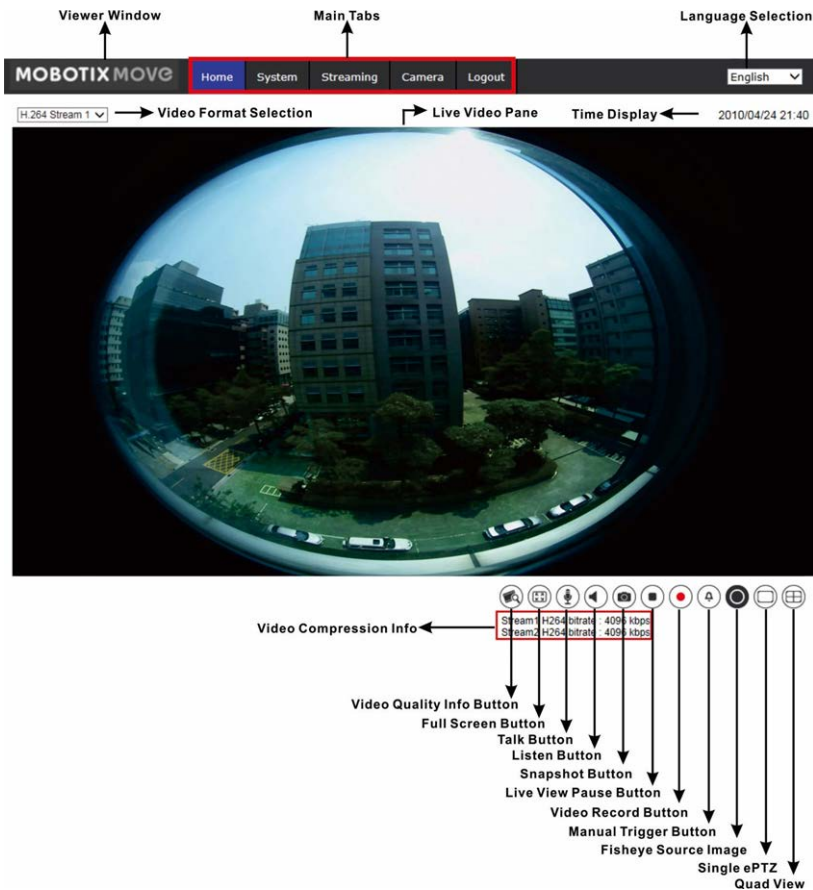 Viewer Window
Main Tabs
Language Selection
MOBOTIX MOVE
Home
System
Streaming
Camera
Logout
English
H.264 Stream 1
Video Format Selection
Live Video Pane
Time Display
2010/04/24 21:40
Stream1 H264 bitrate : 4096 kbps
Stream2 H264 bitrate : 4096 kbps
Video Compression Info
Video Quality Info Button
Full Screen Button
Talk Button
Listen Button
Snapshot Button
Live View Pause Button
Video Record Button
Manual Trigger Button
Fisheye Source Image
Single ePTZ
Quad View